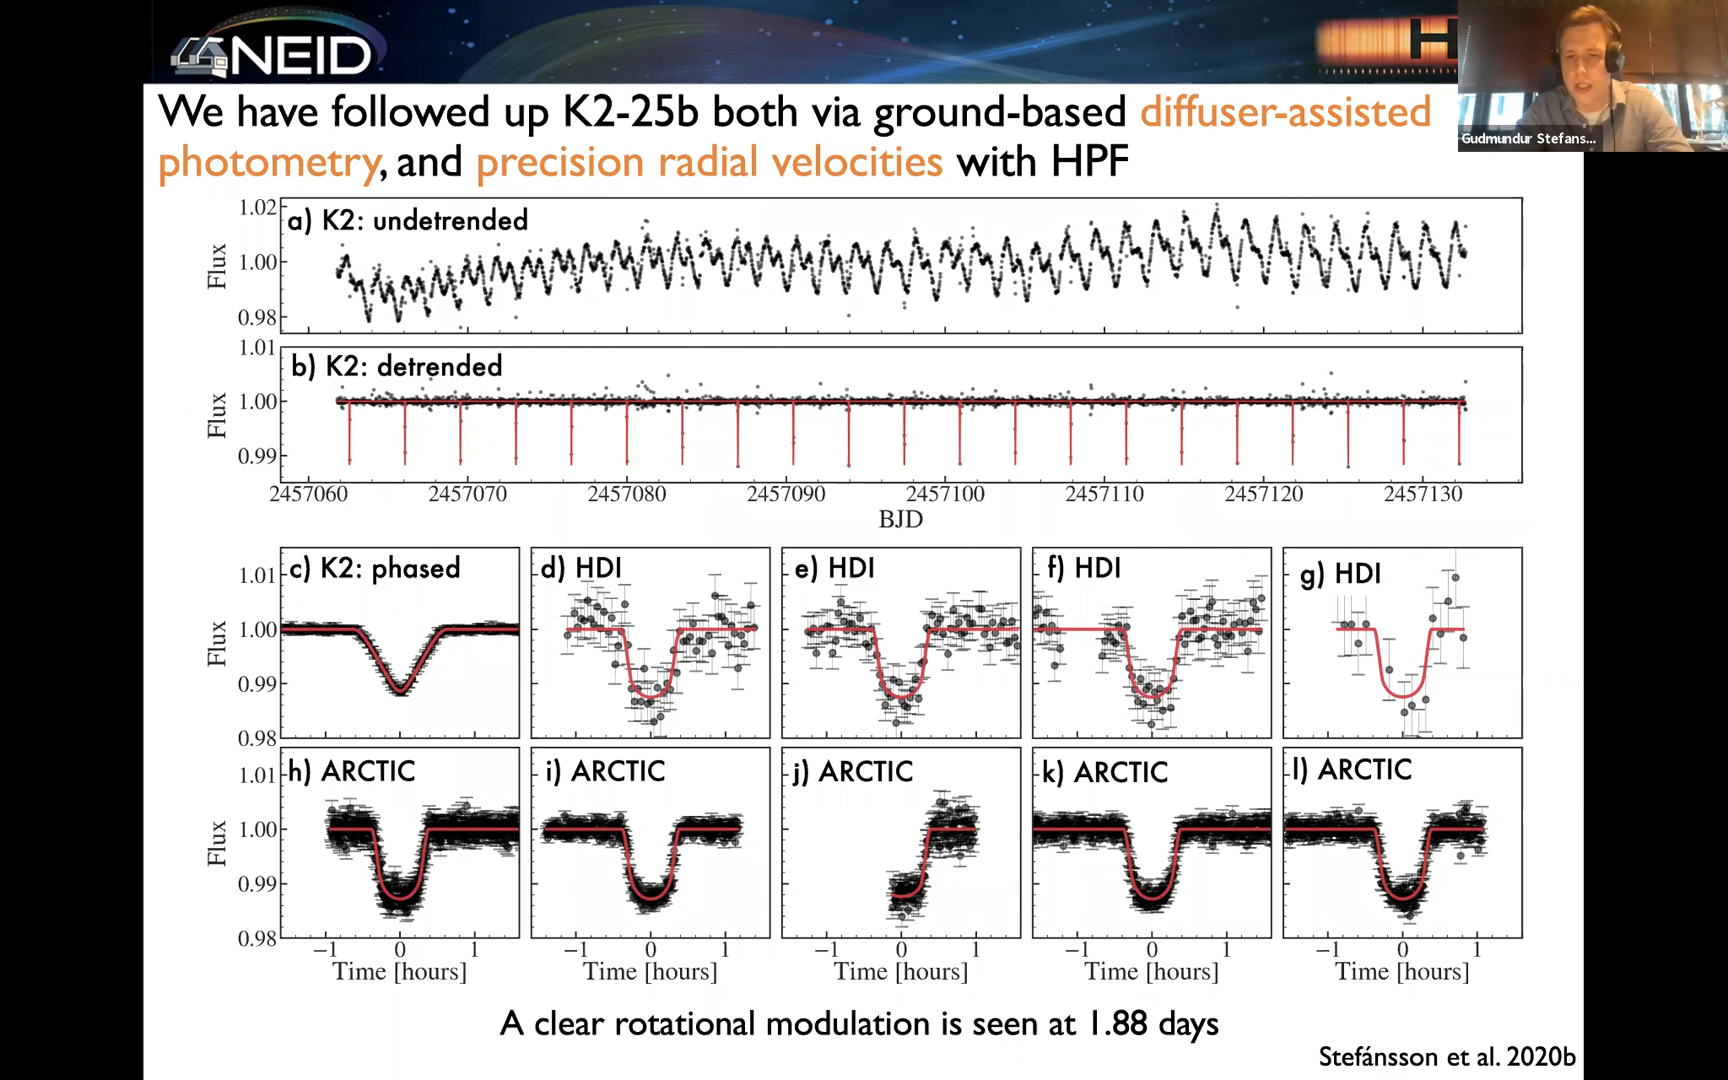 NEID
H
Gudmundur Stefans...
We have followed up K2-25b both via ground-based diffuser-assisted
photometry, and precision radial velocities with HPF
a) K2: undetrended
1.02
1.00
0.98
Flux
b) K2: detrended
1.01
1.00
0.99
Flux
2457060 2457070 2457080 2457090 2457100 2457110 2457120 2457130
BJD
c) K2: phased
d) HDI
e) HDI
f) HDI
g) HDI
1.01
1.00
0.99
0.98
Flux
h) ARCTIC
i) ARCTIC
j) ARCTIC
k) ARCTIC
l) ARCTIC
1.01
1.00
0.99
0.98
Flux
−1 0 1 −1 0 1 −1 0 1 −1 0 1 −1 0 1
Time [hours] Time [hours] Time [hours] Time [hours] Time [hours]
A clear rotational modulation is seen at 1.88 days
Stefánsson et al. 2020b